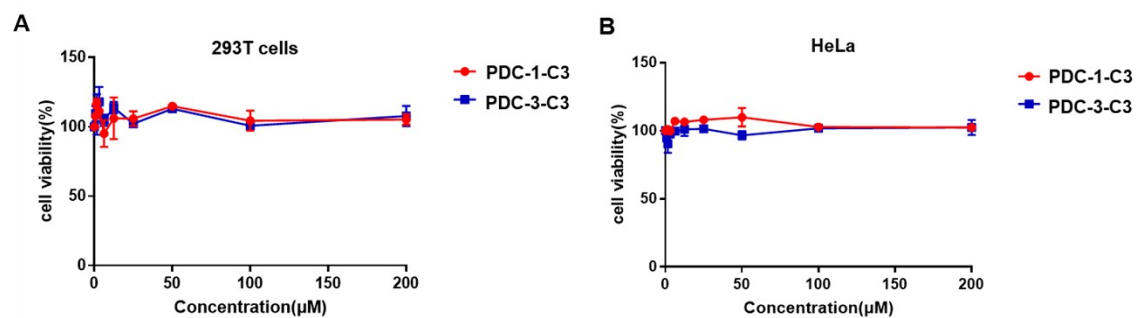 A
293T cells
cell viability(%)
150
100
50
0
0 50 100 150 200
Concentration(µM)
PDC-1-C3
PDC-3-C3
B
HeLa
cell viability(%)
150
100
50
0
0 50 100 150 200
Concentration(µM)
PDC-1-C3
PDC-3-C3